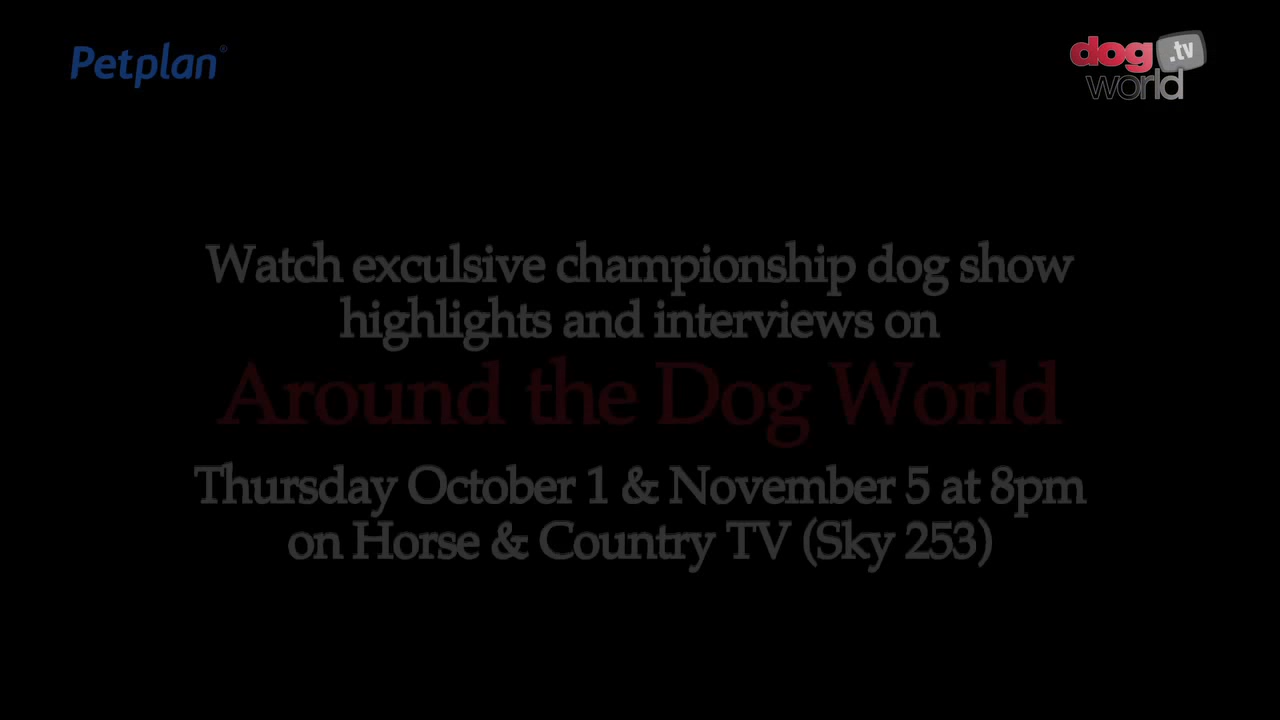 Petplan®
dog.tv
world
Watch exculsive championship dog show
highlights and interviews on
Around the Dog World
Thursday October 1 & November 5 at 8pm
on Horse & Country TV (Sky 253)